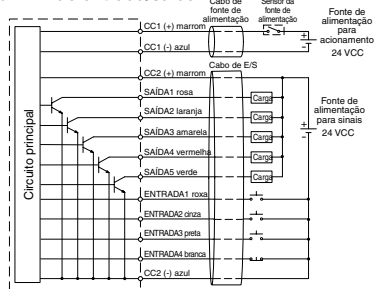 Cabo de
fonte de
alimentação
Sensor da
fonte de
alimentação
Fonte de
alimentação
para
acionamento
24 VCC
CC1 (+) marrom
+
-
CC1 (-) azul
CC2 (+) marrom
Cabo de E/S
SAÍDA1 rosa
Carga
SAÍDA2 laranja
Carga
Fonte de
alimentação
para sinais
24 VCC
+
-
SAÍDA3 amarela
Carga
SAÍDA4 vermelha
Carga
SAÍDA5 verde
Carga
Circuito principal
ENTRADA1 roxa
ENTRADA2 cinza
ENTRADA3 preta
ENTRADA4 branca
CC2 (-) azul